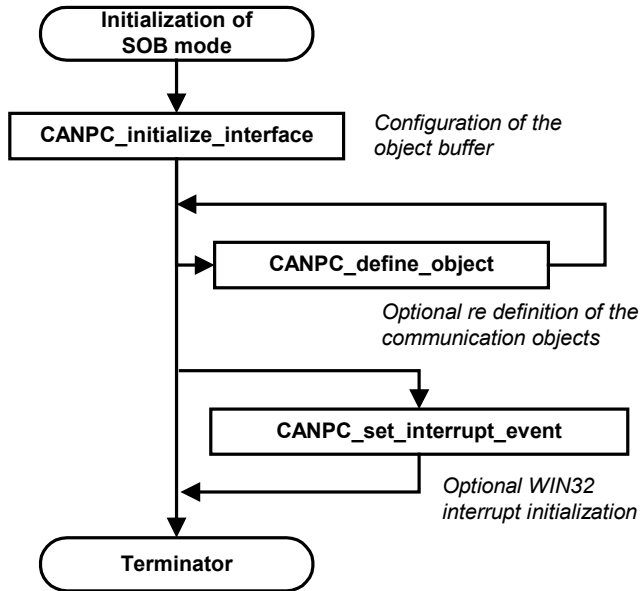 Initialization of
SOB mode
CANPC_initialize_interface
Configuration of the
object buffer
CANPC_define_object
Optional re definition of the
communication objects
CANPC_set_interrupt_event
Optional WIN32
interrupt initialization
Terminator